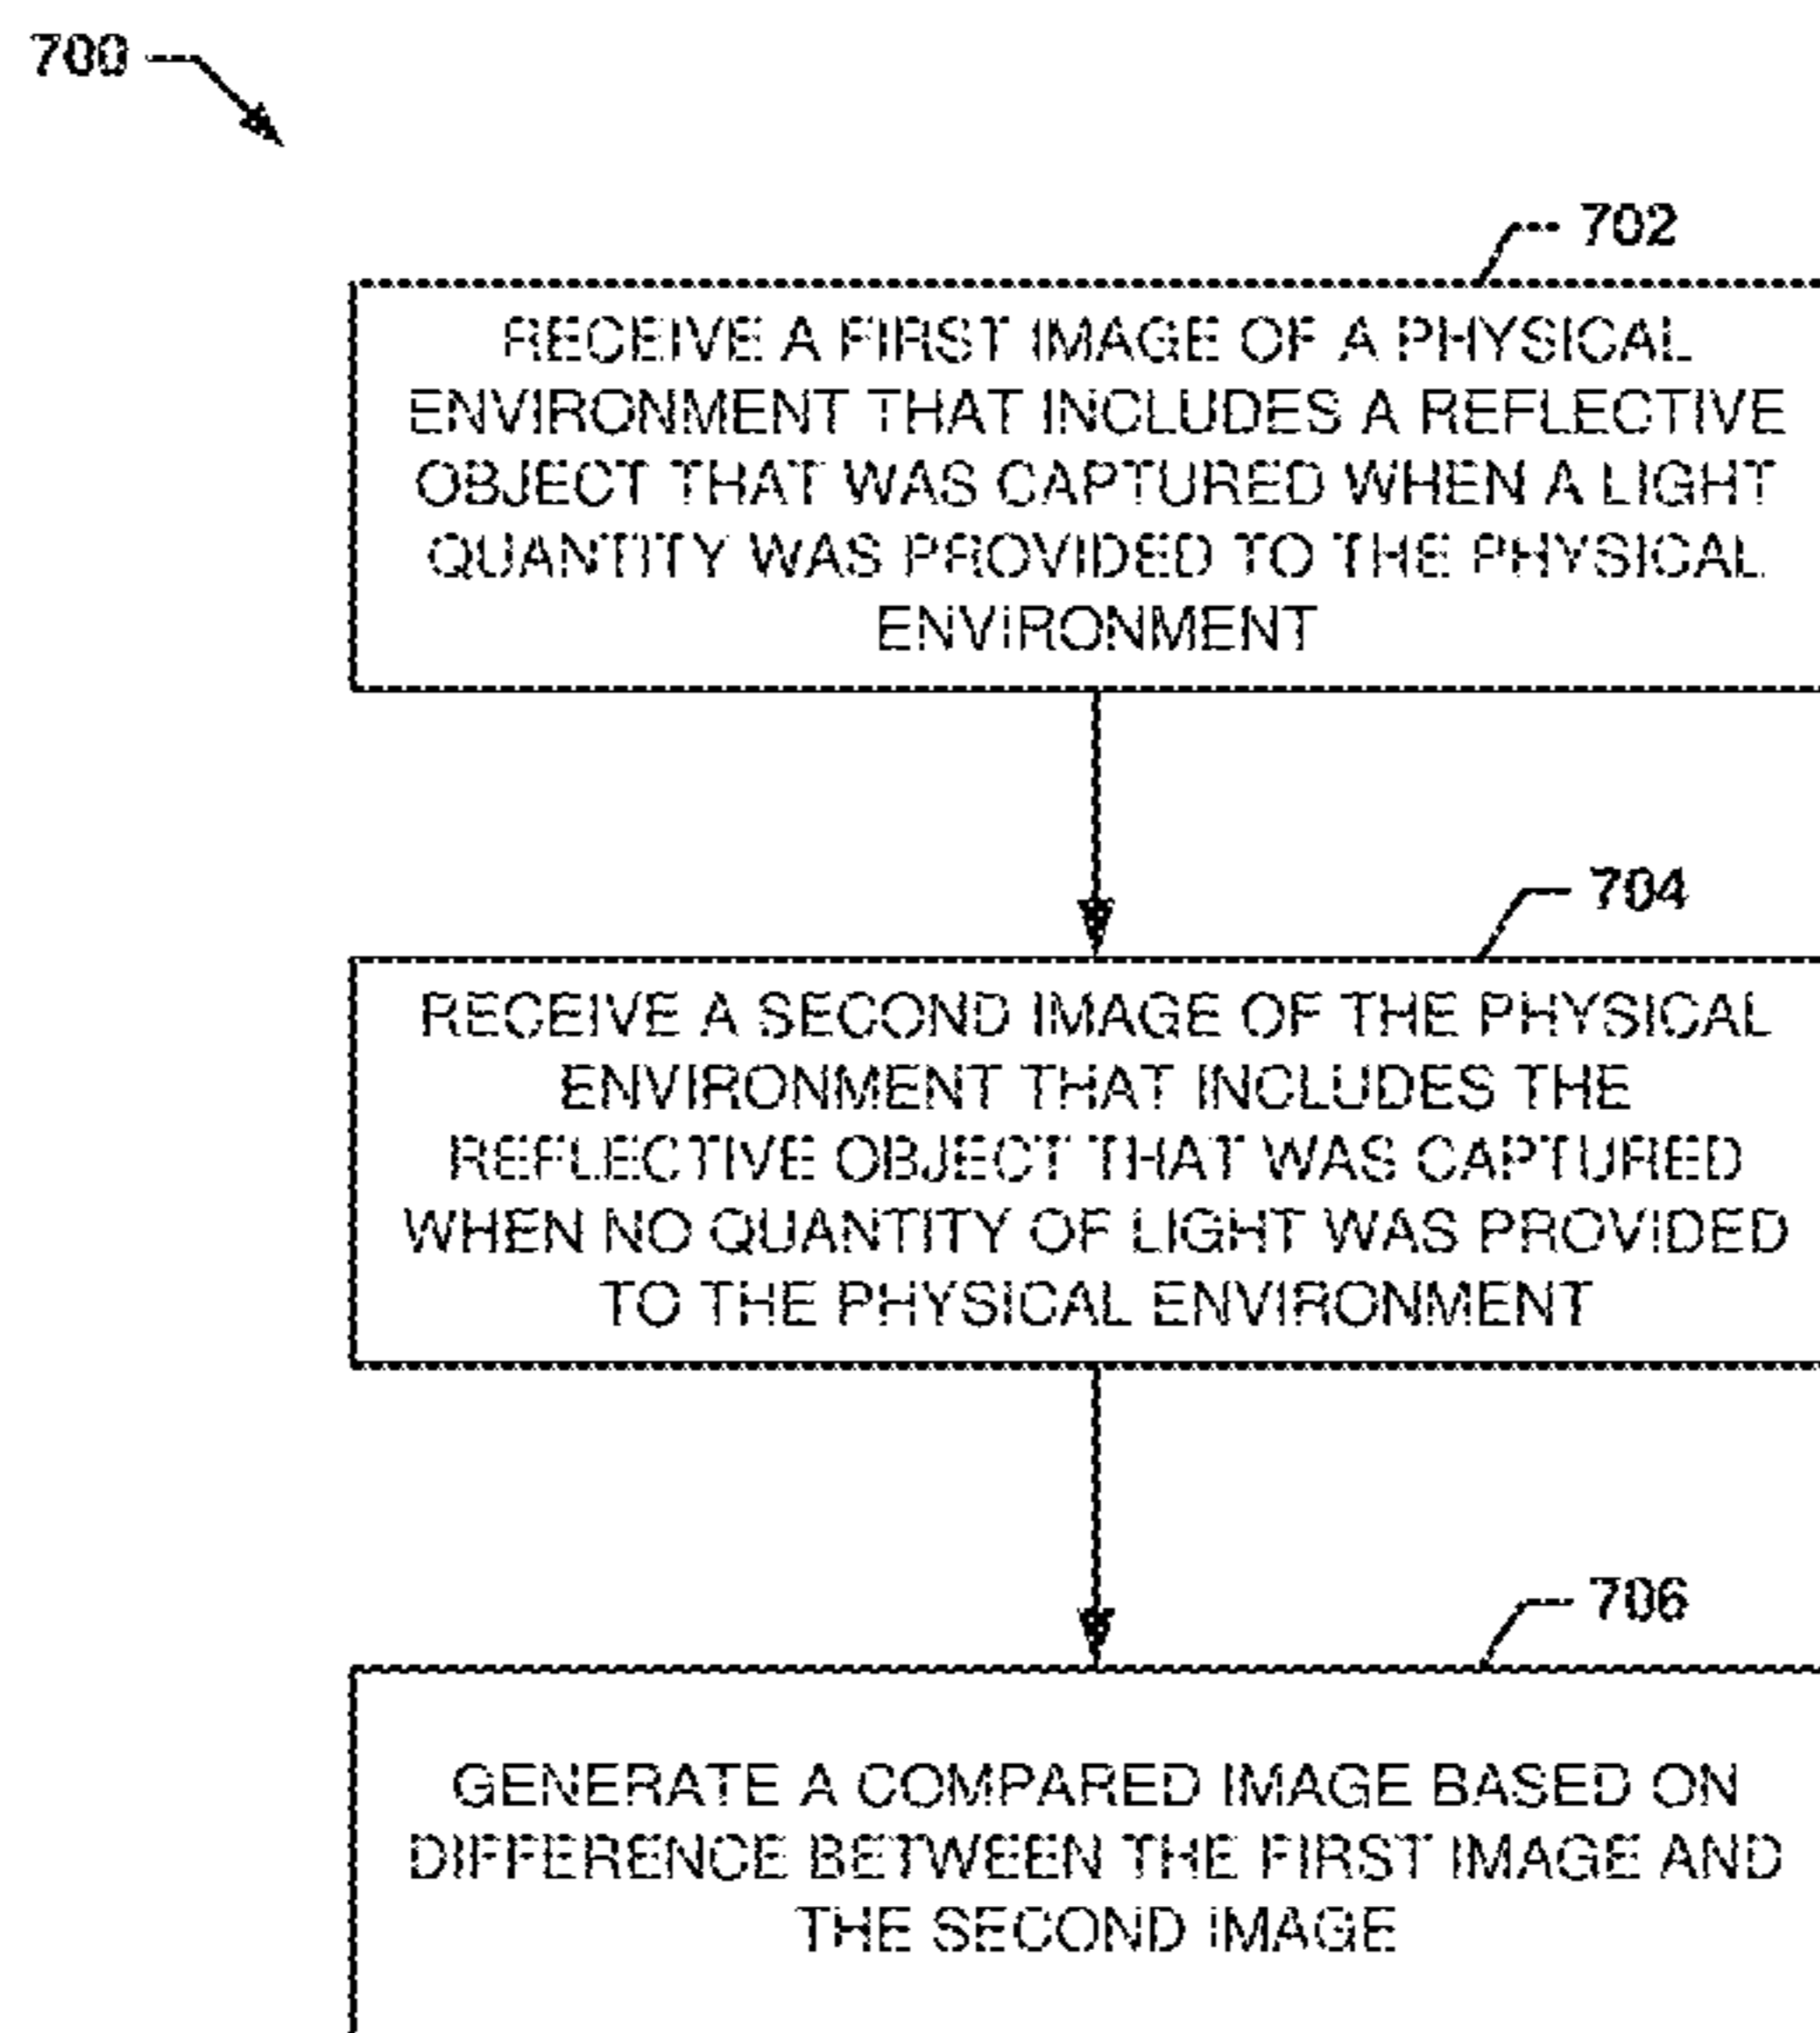 700
702
RECEIVE A FIRST IMAGE OF A PHYSICAL
ENVIRONMENT THAT INCLUDES A REFLECTIVE
OBJECT THAT WAS CAPTURED WHEN A LIGHT
QUANTITY WAS PROVIDED TO THE PHYSICAL
ENVIRONMENT
704
RECEIVE A SECOND IMAGE OF THE PHYSICAL
ENVIRONMENT THAT INCLUDES THE
REFLECTIVE OBJECT THAT WAS CAPTURED
WHEN NO QUANTITY OF LIGHT WAS PROVIDED
TO THE PHYSICAL ENVIRONMENT
706
GENERATE A COMPARED IMAGE BASED ON
DIFFERENCE BETWEEN THE FIRST IMAGE AND
THE SECOND IMAGE